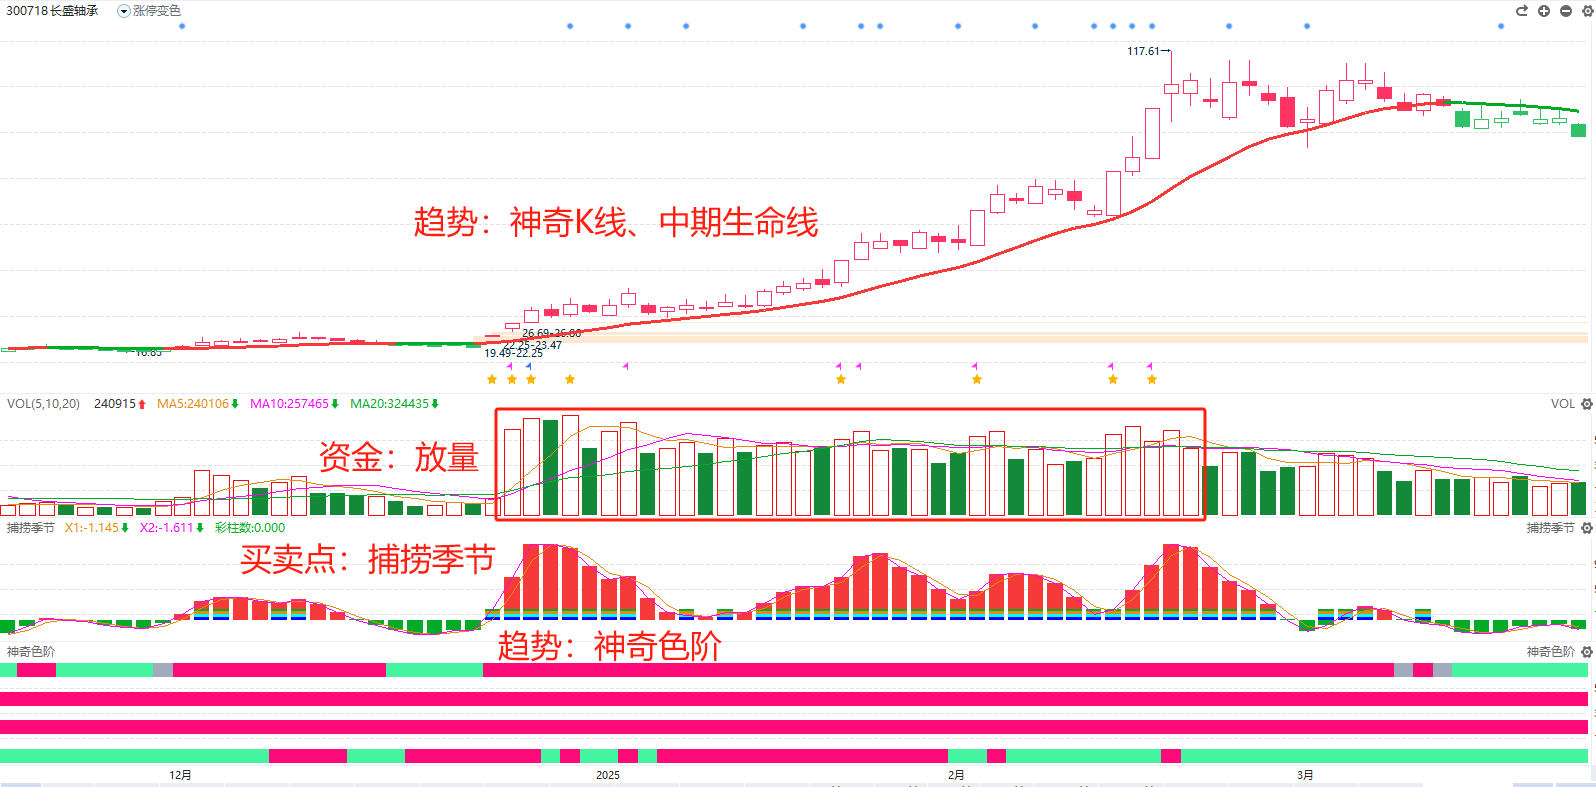 300718 长盛轴承 涨停变色
117.61→
趋势：神奇K线、中期生命线
26.69-26.86
22.25-23.47
19.49-22.25
16.83
VOL(5,10,20) 240915 MA5:240106 MA10:257465 MA20:324435 VOL
资金：放量
捕捞季节 X1:-1.145 X2:-1.611 彩柱数:0.000 捕捞季节
买卖点：捕捞季节
趋势：神奇色阶
神奇色阶 神奇色阶
12月 2025 2月 3月